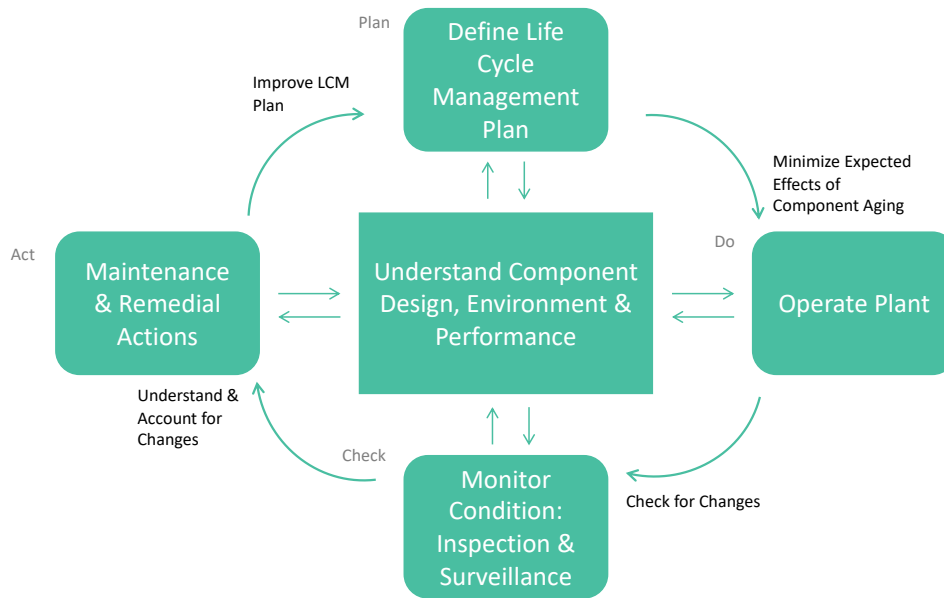 Plan
Define Life
Cycle
Management
Plan
Improve LCM
Plan
Minimize Expected
Effects of
Component Aging
Act
Maintenance
& Remedial
Actions
Understand Component
Design, Environment &
Performance
Do
Operate Plant
Understand &
Account for
Changes
Check
Monitor
Condition:
Inspection &
Surveillance
Check for Changes